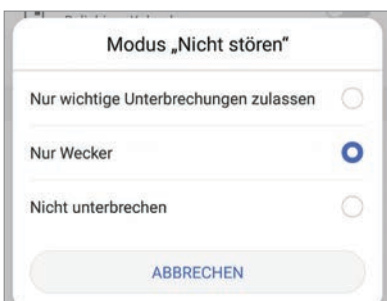 Modus „Nicht stören“
Nur wichtige Unterbrechungen zulassen
Nur Wecker
Nicht unterbrechen
ABBRECHEN